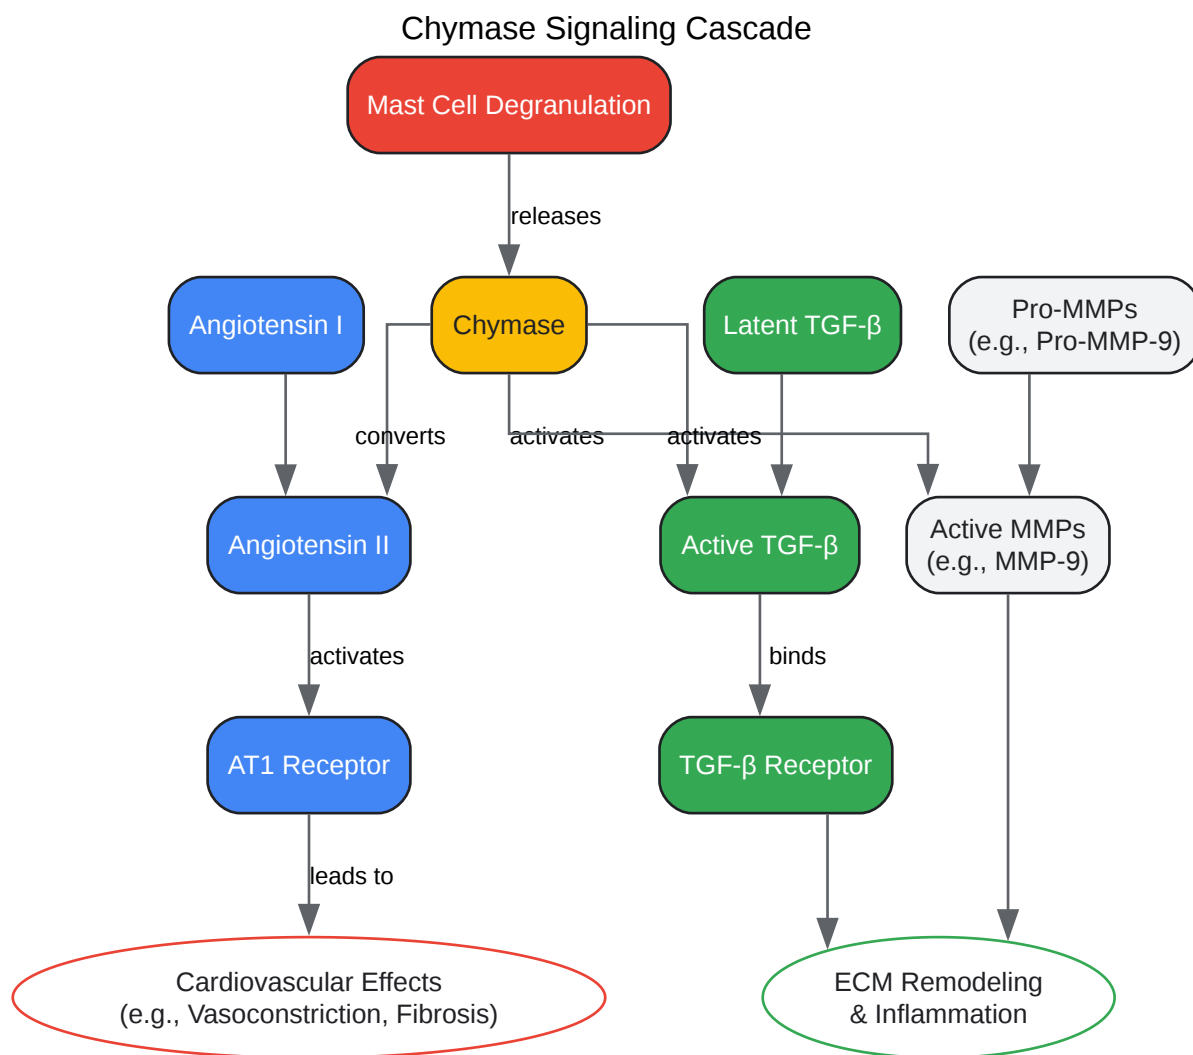 Chymase Signaling Cascade
Mast Cell Degranulation
releases
Angiotensin I
Chymase
Latent TGF-β
Pro-MMPs
(e.g., Pro-MMP-9)
converts
activates
activates
Angiotensin II
Active TGF-β
Active MMPs
(e.g., MMP-9)
activates
binds
AT1 Receptor
TGF-β Receptor
leads to
Cardiovascular Effects
(e.g., Vasoconstriction, Fibrosis)
ECM Remodeling
& Inflammation